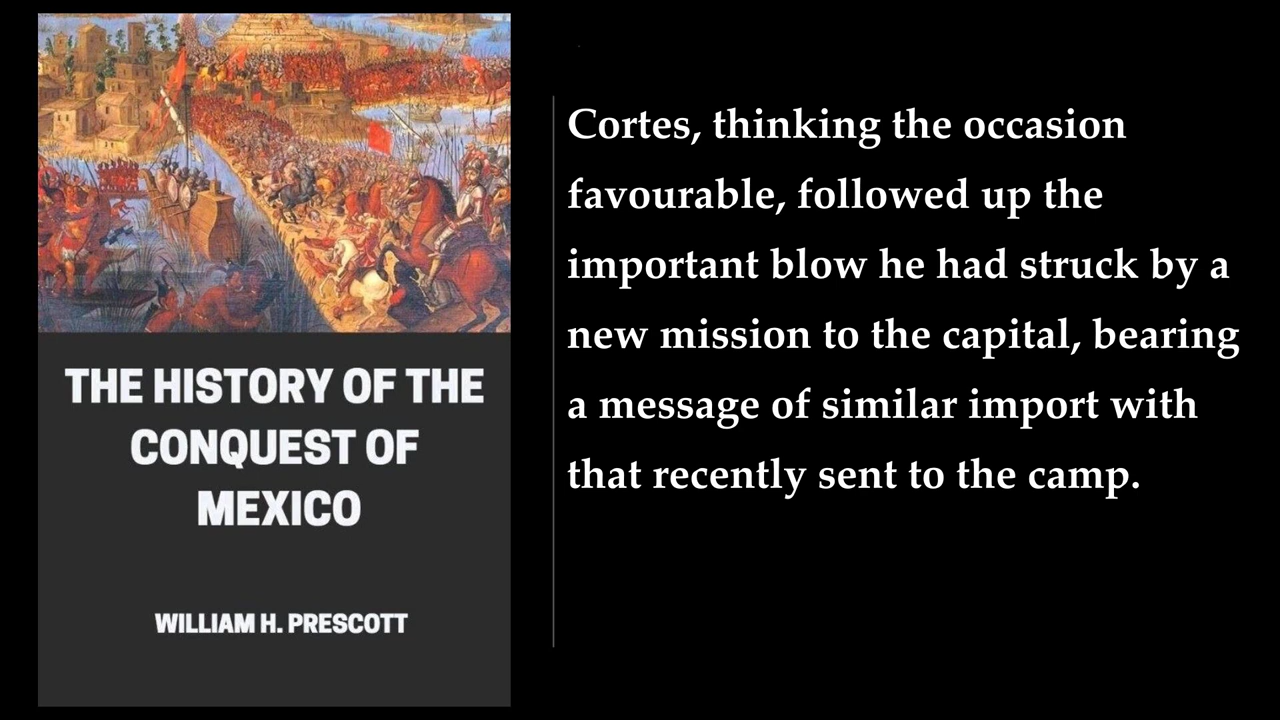 THE HISTORY OF THE
CONQUEST OF
MEXICO
WILLIAM H. PRESCOTT
Cortes, thinking the occasion
favourable, followed up the
important blow he had struck by a
new mission to the capital, bearing
a message of similar import with
that recently sent to the camp.